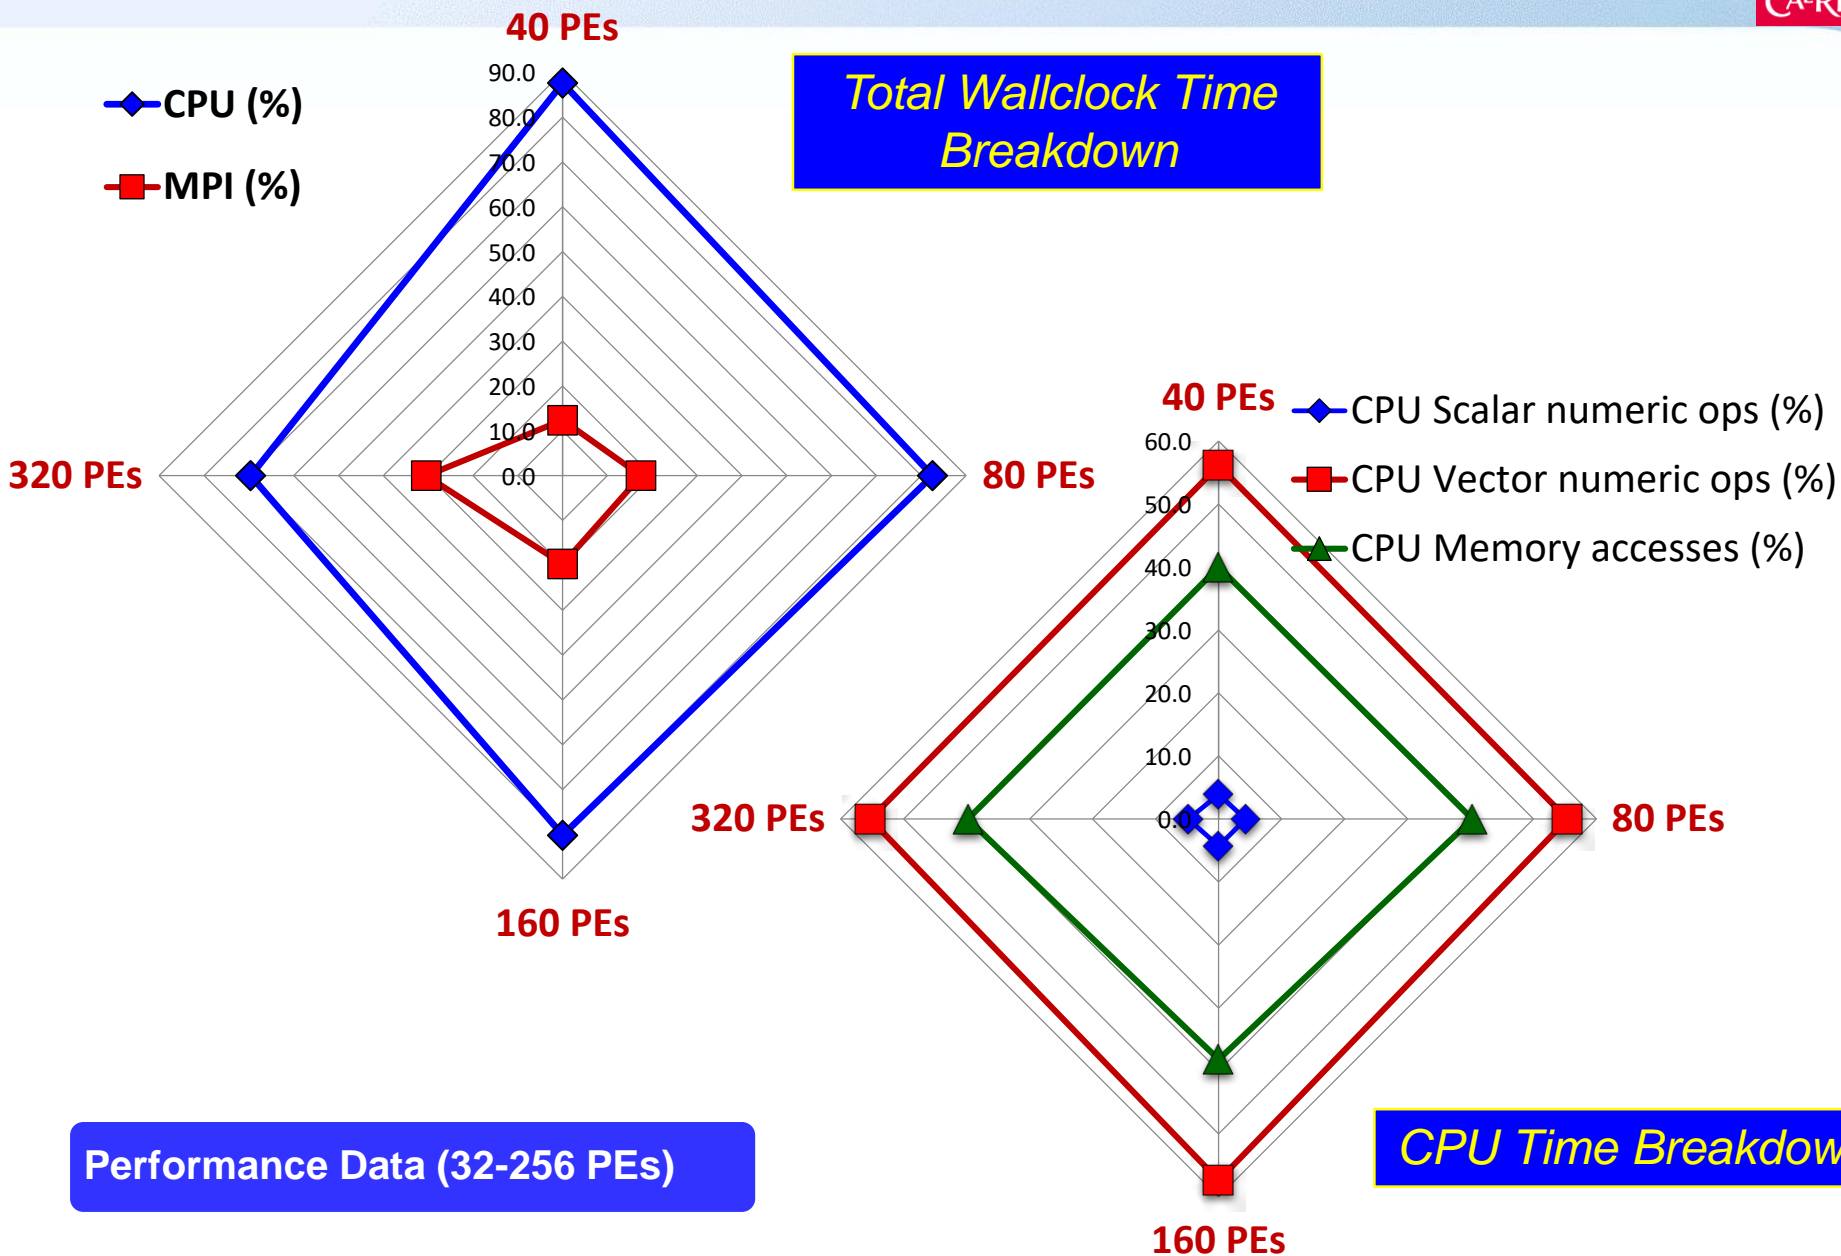 40 PEs
CPU (%)
MPI (%)
90.0
80.0
70.0
60.0
50.0
40.0
30.0
20.0
10.0
0.0
320 PEs
80 PEs
160 PEs
Total Wallclock Time
Breakdown
40 PEs
CPU Scalar numeric ops (%)
CPU Vector numeric ops (%)
CPU Memory accesses (%)
60.0
50.0
40.0
30.0
20.0
10.0
0.0
320 PEs
80 PEs
160 PEs
Performance Data (32-256 PEs)
CPU Time